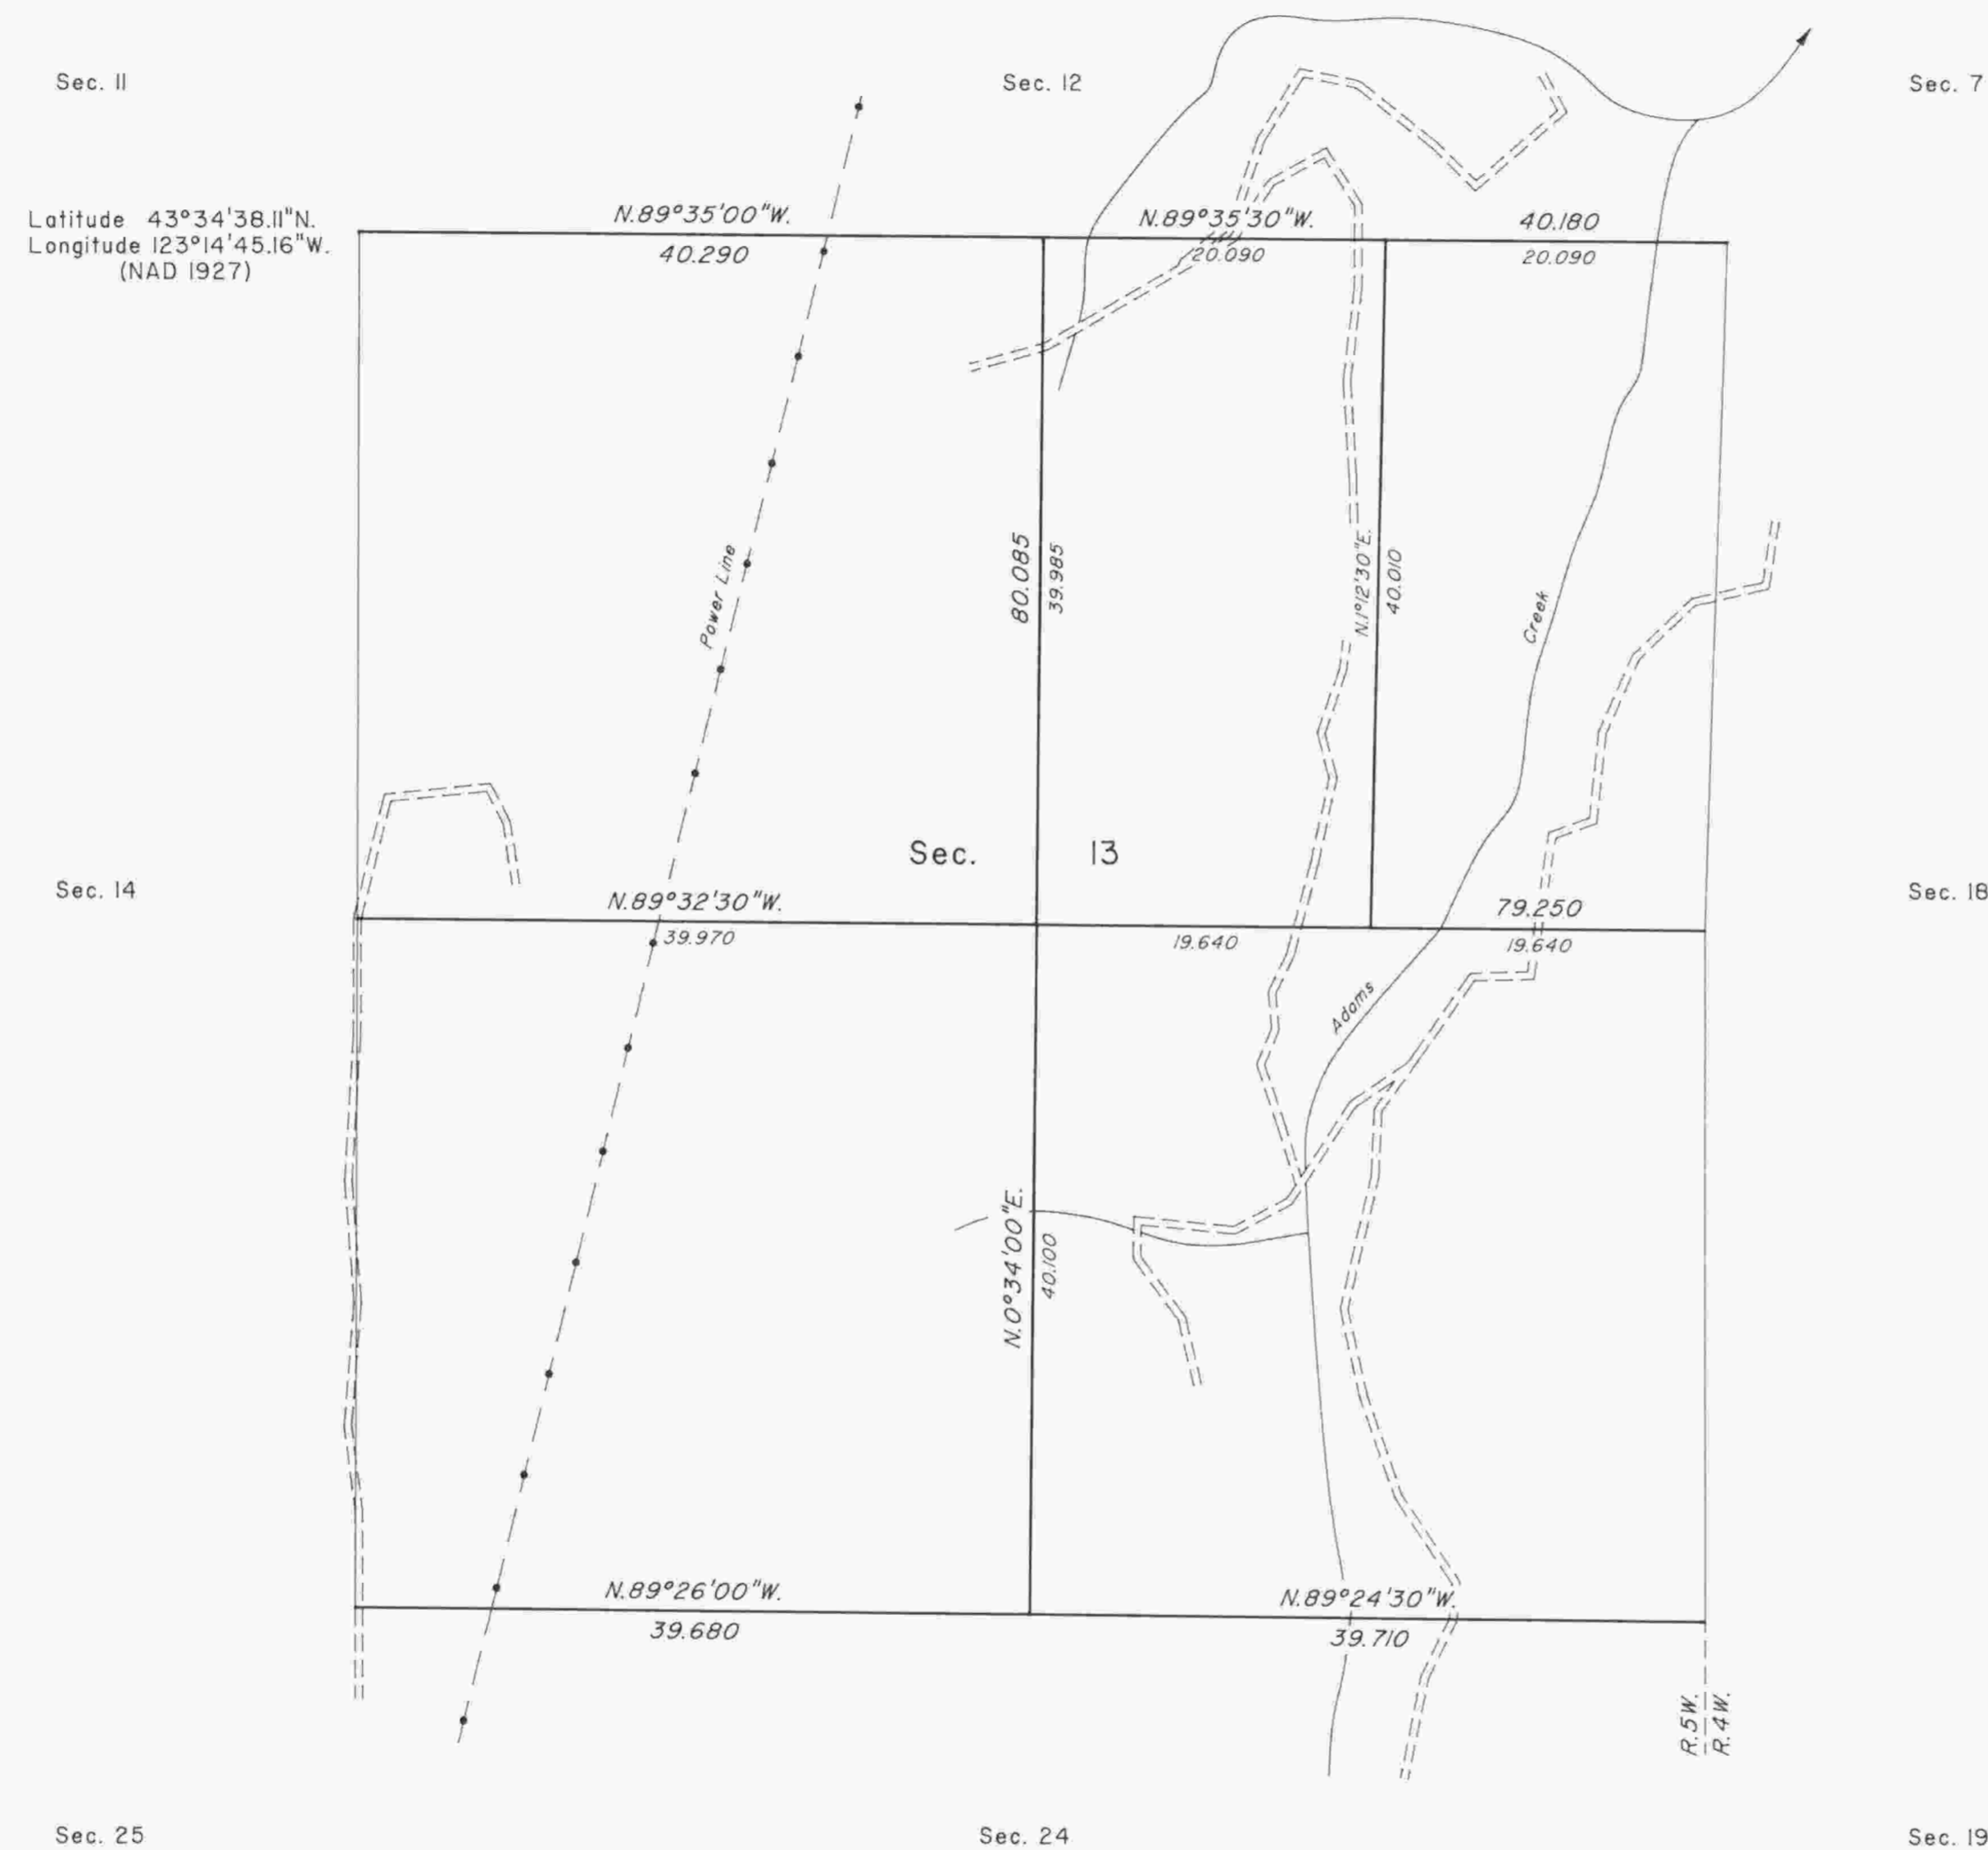 Sec. 11
Sec. 12
Sec. 7
Latitude 43°34'38.11"N.
Longitude 123°14'45.16"W.
(NAD 1927)
N.89°35'00"W.
40.290
N.89°35'30"W.
20.090
40.180
20.090
Power Line
80.085
39.985
N.1°12'30"E.
40.010
Creek
Sec. 13
Sec. 14
N.89°32'30"W.
39.970
19.640
79.250
19.640
Sec. 18
Adams
N.0°34'00"E.
40.100
N.89°26'00"W.
39.680
N.89°24'30"W.
39.710
R.5W.
R.4W.
Sec. 25
Sec. 24
Sec. 19